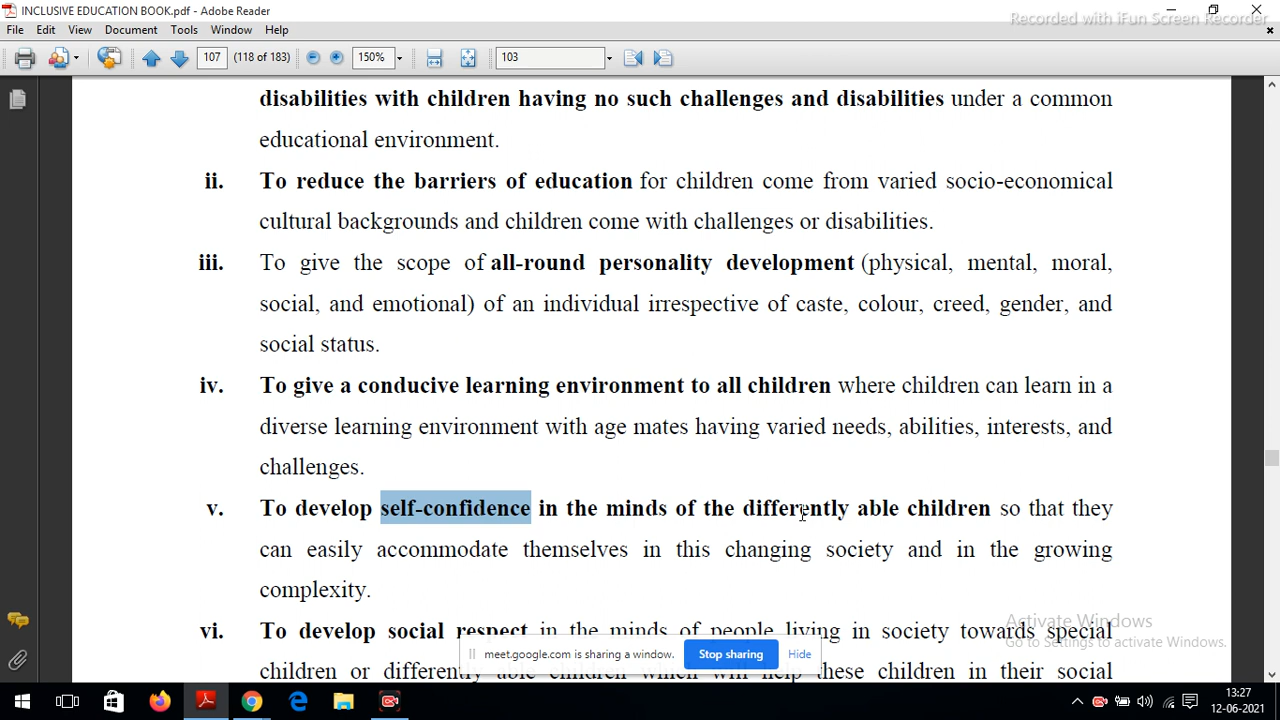 INCLUSIVE EDUCATION BOOK.pdf - Adobe Reader
Recorded with iFun Screen Recorder
File Edit View Document Tools Window Help
107 (118 of 183) 150% 103
disabilities with children having no such challenges and disabilities under a common
educational environment.
ii. To reduce the barriers of education for children come from varied socio-economical
cultural backgrounds and children come with challenges or disabilities.
iii. To give the scope of all-round personality development (physical, mental, moral,
social, and emotional) of an individual irrespective of caste, colour, creed, gender, and
social status.
iv. To give a conducive learning environment to all children where children can learn in a
diverse learning environment with age mates having varied needs, abilities, interests, and
challenges.
v. To develop self-confidence in the minds of the differently able children so that they
can easily accommodate themselves in this changing society and in the growing
complexity.
Activate Windows
vi. To develop social respect in the minds of people living in society towards special
Go to Settings to activate Windows.
meet.google.com is sharing a window. Stop sharing Hide
children or differently able children which will help these children in their social
13:27
12-06-2021